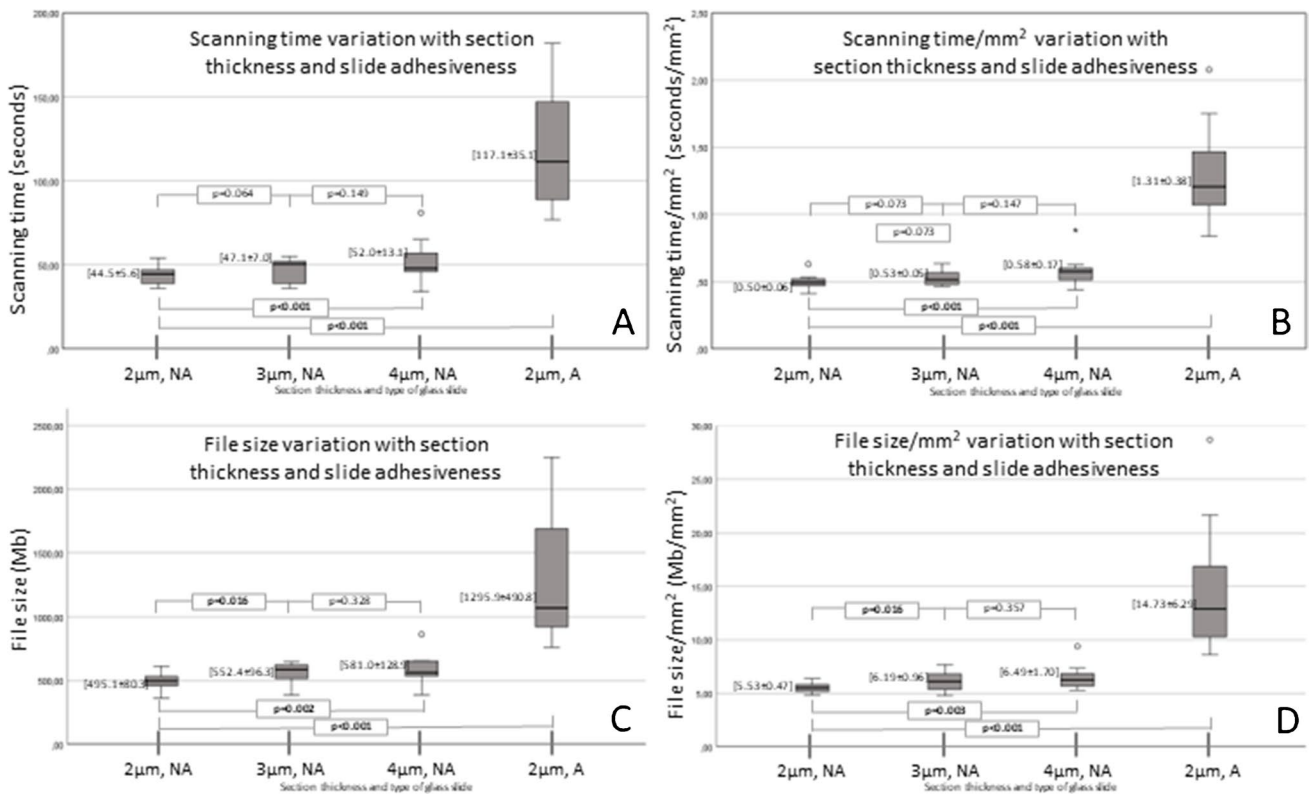 Scanning time variation with section
thickness and slide adhesiveness
Scanning time (seconds)
200,00
150,00
100,00
50,00
,00
[44.5±5.6]
[47.1±7.0]
[52.0±13.1]
[117.1±35.1]
p=0.064
p=0.149
p<0.001
p<0.001
A
2µm, NA
3µm, NA
4µm, NA
2µm, A
Section thickness and type of glass slide
Scanning time/mm² variation with
section thickness and slide adhesiveness
Scanning time/mm² (seconds/mm²)
2,50
2,00
1,50
1,00
,50
,00
[0.50±0.06]
[0.53±0.05]
[0.58±0.17]
[1.31±0.38]
p=0.073
p=0.147
p=0.073
p<0.001
p<0.001
B
2µm, NA
3µm, NA
4µm, NA
2µm, A
Section thickness and type of glass slide
File size variation with section
thickness and slide adhesiveness
File size (Mb)
2500,00
2000,00
1500,00
1000,00
500,00
,00
[495.1±80.3]
[552.4±96.3]
[581.0±128.9]
[1295.9±490.8]
p=0.016
p=0.328
p=0.002
p<0.001
C
2µm, NA
3µm, NA
4µm, NA
2µm, A
Section thickness and type of glass slide
File size/mm² variation with section
thickness and slide adhesiveness
File size/mm² (Mb/mm²)
30,00
25,00
20,00
15,00
10,00
5,00
,00
[5.53±0.47]
[6.19±0.96]
[6.49±1.70]
[14.73±6.29]
p=0.016
p=0.357
p=0.003
p<0.001
D
2µm, NA
3µm, NA
4µm, NA
2µm, A
Section thickness and type of glass slide